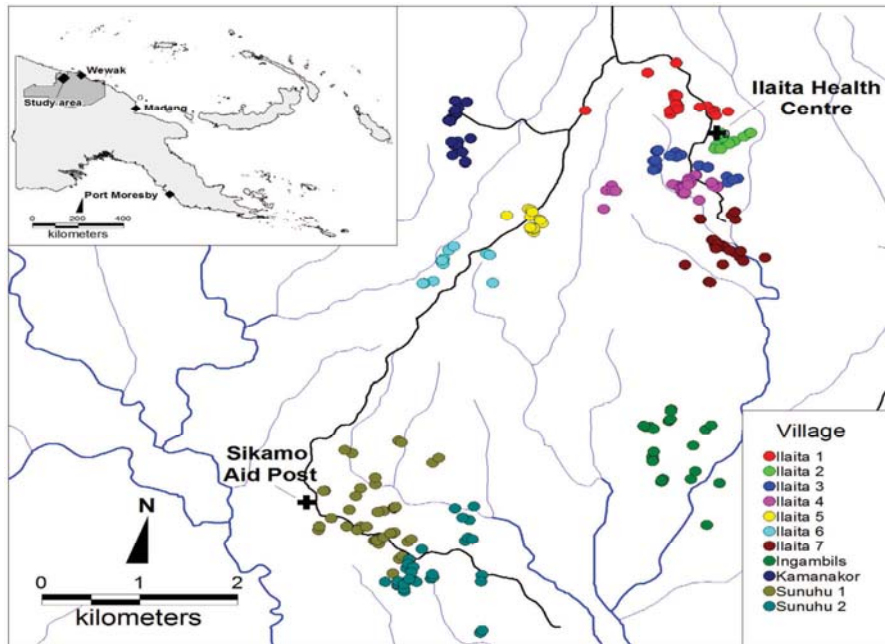 Wewak
Study area
Madang
Port Moresby
0 200 400
kilometers
Ilaita Health
Centre
Sikamo
Aid Post
N
0 1 2
kilometers
Village
Ilaita 1
Ilaita 2
Ilaita 3
Ilaita 4
Ilaita 5
Ilaita 6
Ilaita 7
Ingambils
Kamanakor
Sunuhu 1
Sunuhu 2